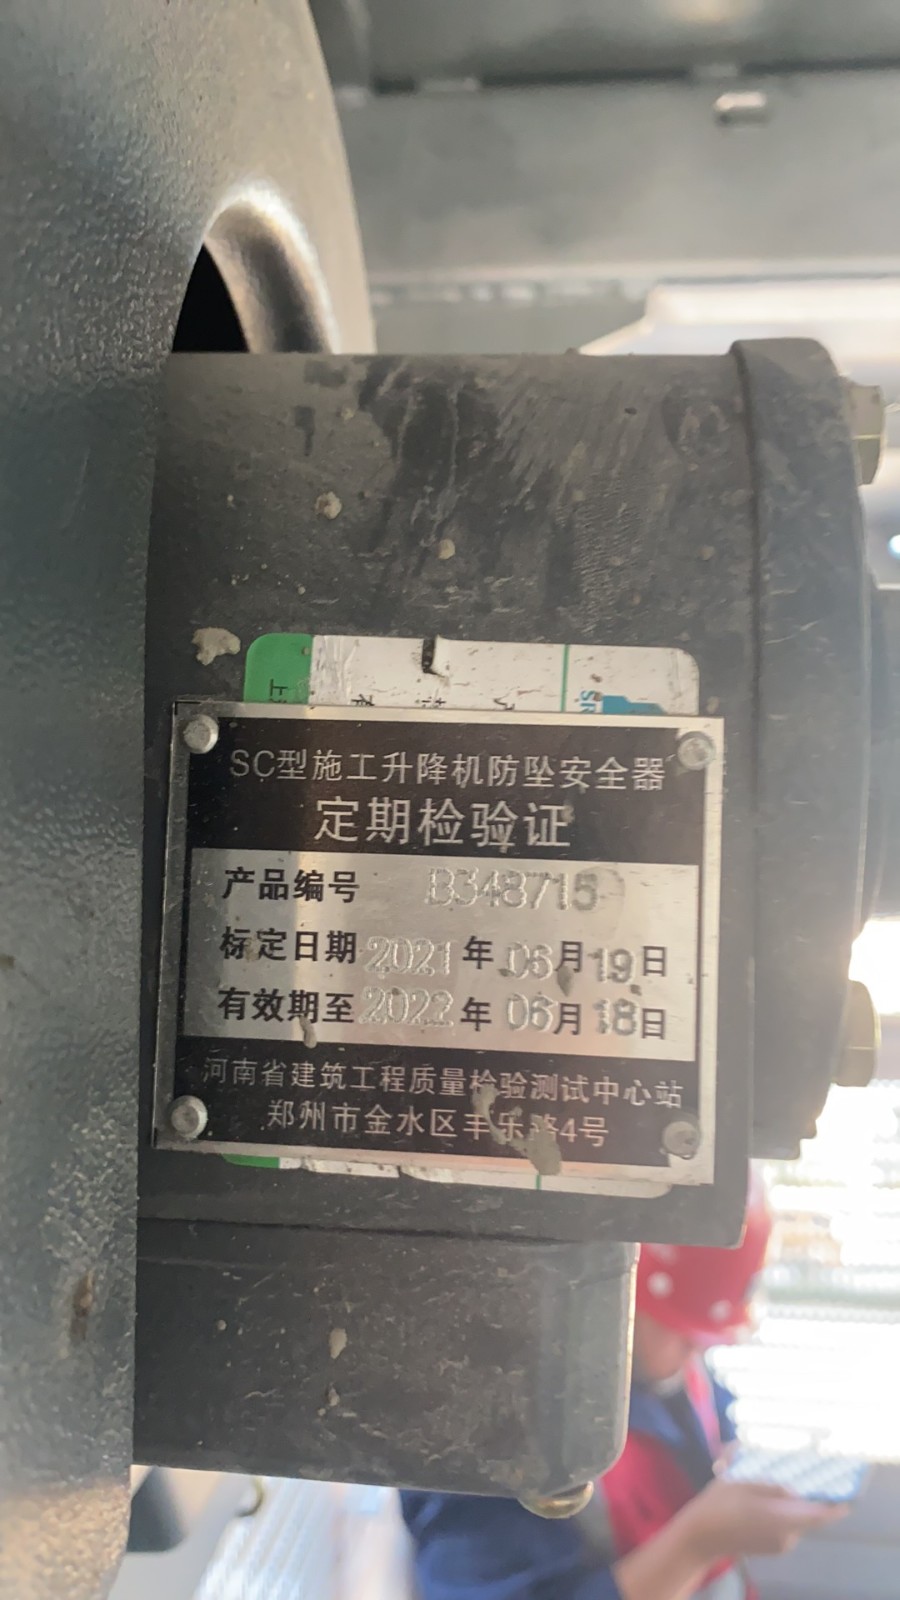 SC型施工升降机防坠安全器
定期检验证
产品编号 B348715
标定日期 2021 年 06 月 19 日
有效期至 2022 年 06 月 18 日
河南省建筑工程质量检验测试中心站
郑州市金水区丰乐路4号